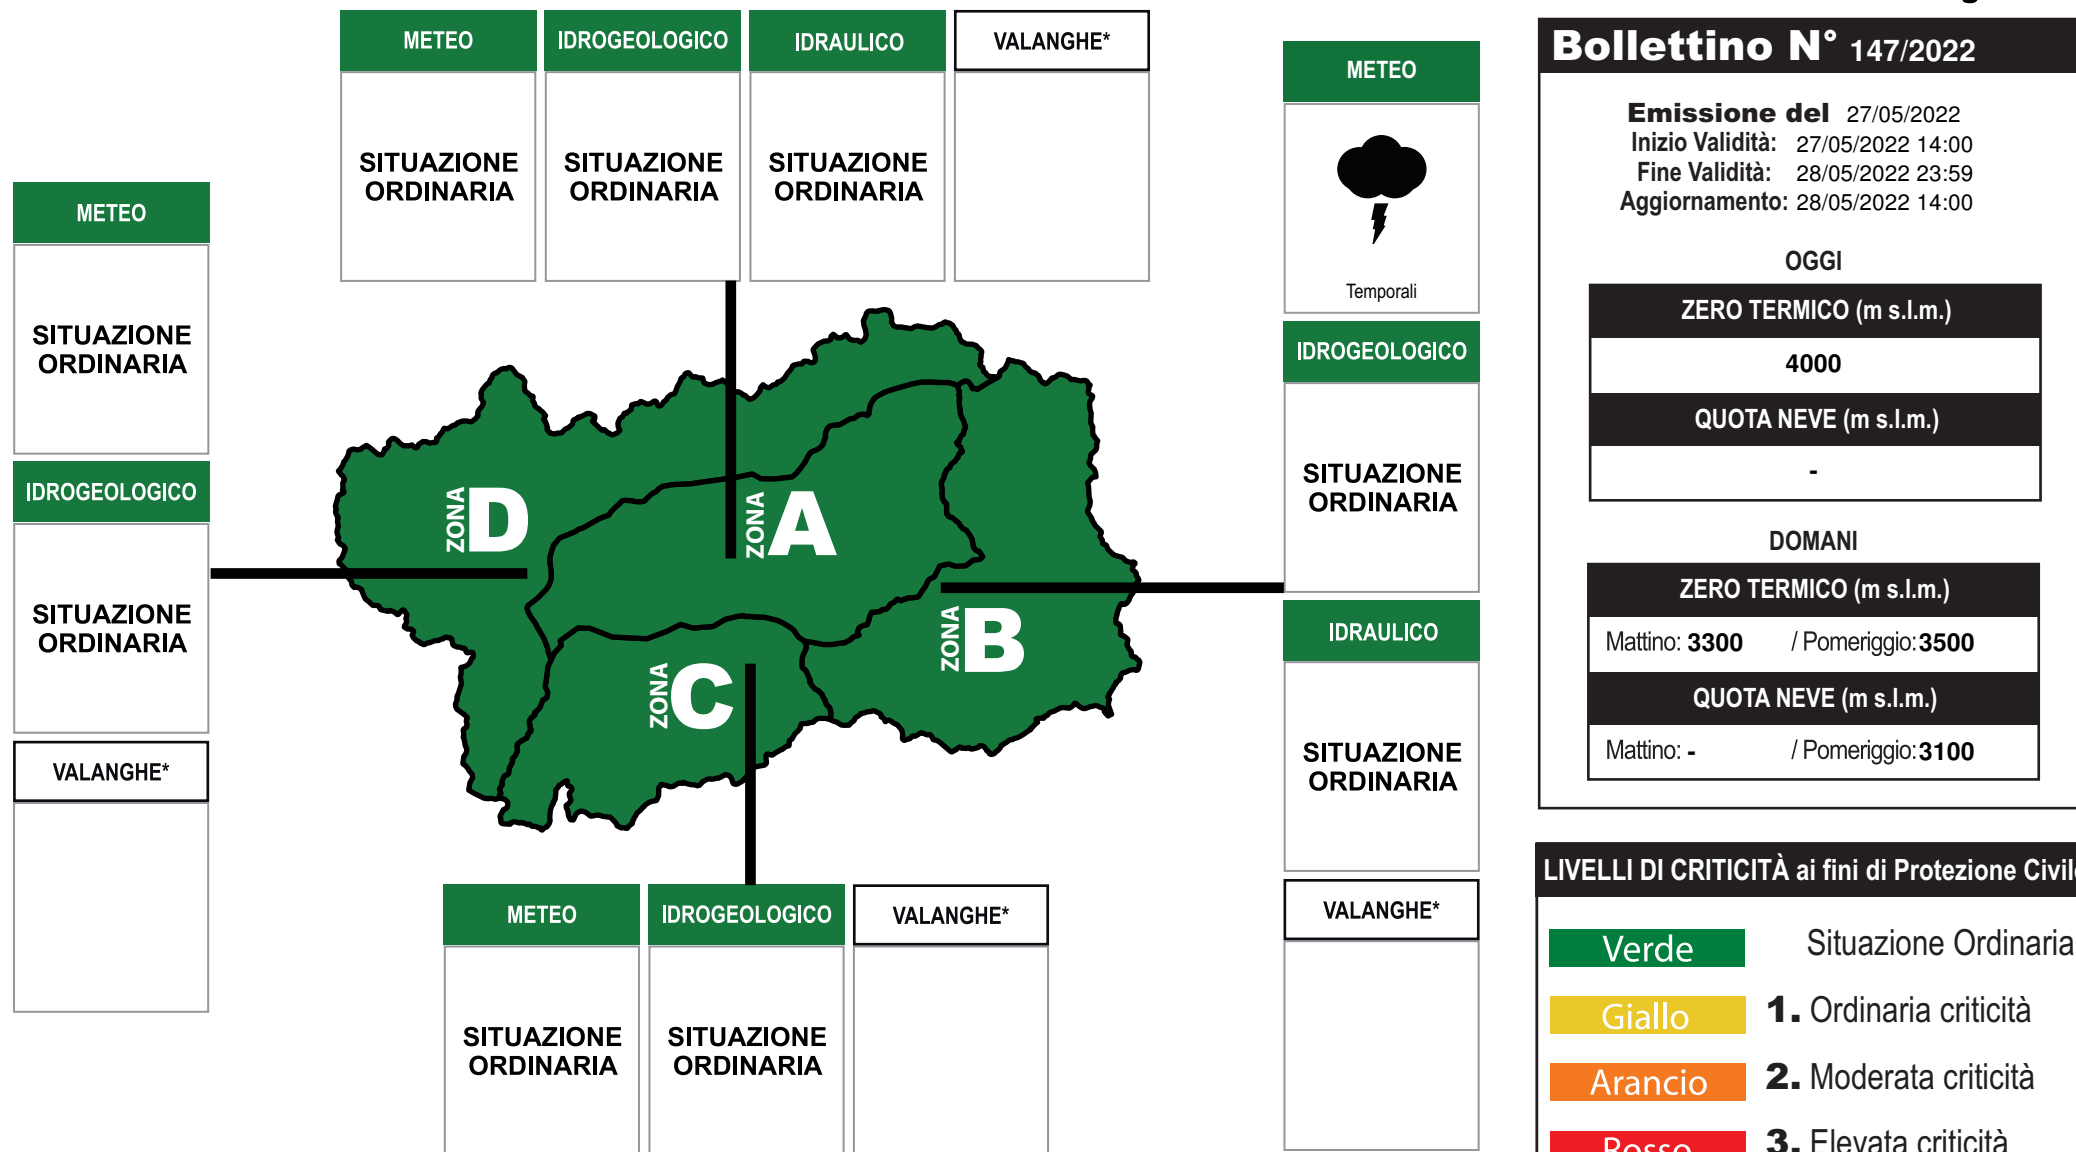 METEO
IDROGEOLOGICO
IDRAULICO
VALANGHE*
SITUAZIONE
ORDINARIA
SITUAZIONE
ORDINARIA
SITUAZIONE
ORDINARIA
METEO
SITUAZIONE
ORDINARIA
IDROGEOLOGICO
SITUAZIONE
ORDINARIA
VALANGHE*
ZONA D
ZONA A
ZONA B
ZONA C
METEO
Temporali
IDROGEOLOGICO
SITUAZIONE
ORDINARIA
IDRAULICO
SITUAZIONE
ORDINARIA
VALANGHE*
METEO
IDROGEOLOGICO
VALANGHE*
SITUAZIONE
ORDINARIA
SITUAZIONE
ORDINARIA
Bollettino N° 147/2022
Emissione del 27/05/2022
Inizio Validità: 27/05/2022 14:00
Fine Validità: 28/05/2022 23:59
Aggiornamento: 28/05/2022 14:00
OGGI
ZERO TERMICO (m s.l.m.)
4000
QUOTA NEVE (m s.l.m.)
-
DOMANI
ZERO TERMICO (m s.l.m.)
Mattino: 3300 / Pomeriggio: 3500
QUOTA NEVE (m s.l.m.)
Mattino: - / Pomeriggio: 3100
LIVELLI DI CRITICITÀ ai fini di Protezione Civile
Verde Situazione Ordinaria
Giallo 1. Ordinaria criticità
Arancio 2. Moderata criticità
Rosso 3. Elevata criticità